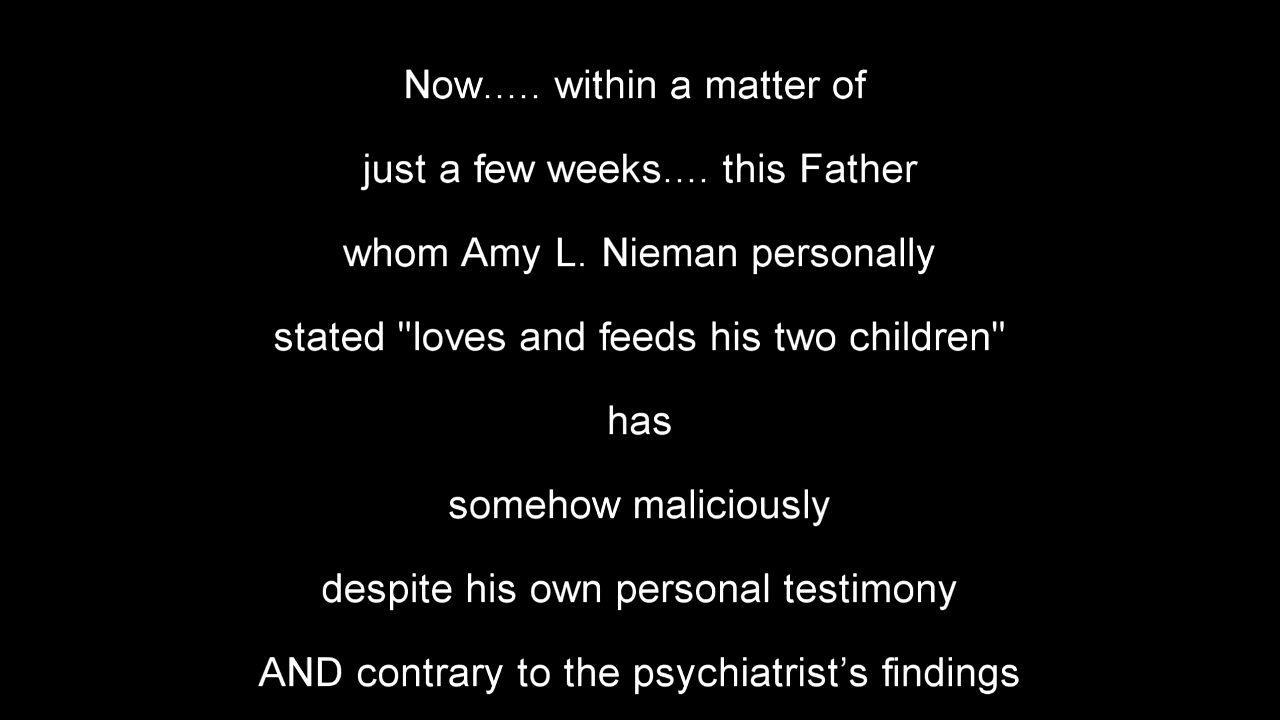 Now..... within a matter of
just a few weeks.... this Father
whom Amy L. Nieman personally
stated "loves and feeds his two children"
has
somehow maliciously
despite his own personal testimony
AND contrary to the psychiatrist’s findings